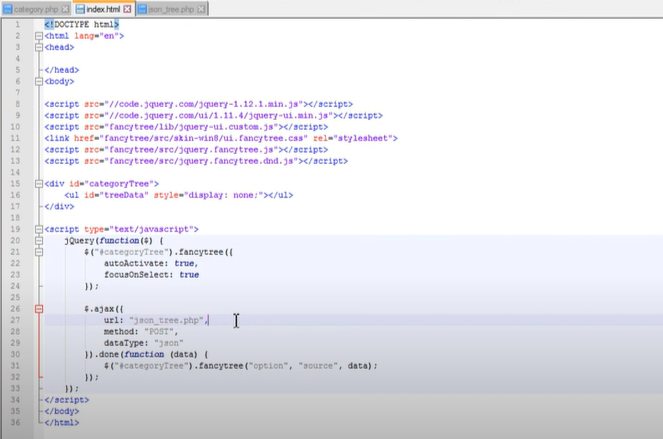 category.php index.html json_tree.php
1 <!DOCTYPE html>
2 <html lang="en">
3 <head>
4
5 </head>
6 <body>
7
8 <script src="//code.jquery.com/jquery-1.12.1.min.js"></script>
9 <script src="//code.jquery.com/ui/1.11.4/jquery-ui.min.js"></script>
10 <script src="fancytree/lib/jquery-ui.custom.js"></script>
11 <link href="fancytree/src/skin-win8/ui.fancytree.css" rel="stylesheet">
12 <script src="fancytree/src/jquery.fancytree.js"></script>
13 <script src="fancytree/src/jquery.fancytree.dnd.js"></script>
14
15 <div id="categoryTree">
16 <ul id="treeData" style="display: none;"></ul>
17 </div>
18
19 <script type="text/javascript">
20 jQuery(function($) {
21 $("#categoryTree").fancytree({
22 autoActivate: true,
23 focusOnSelect: true
24 });
25
26 $.ajax({
27 url: "json_tree.php",
28 method: "POST",
29 dataType: "json"
30 }).done(function (data) {
31 $("#categoryTree").fancytree("option", "source", data);
32 });
33 });
34 </script>
35 </body>
36 </html>